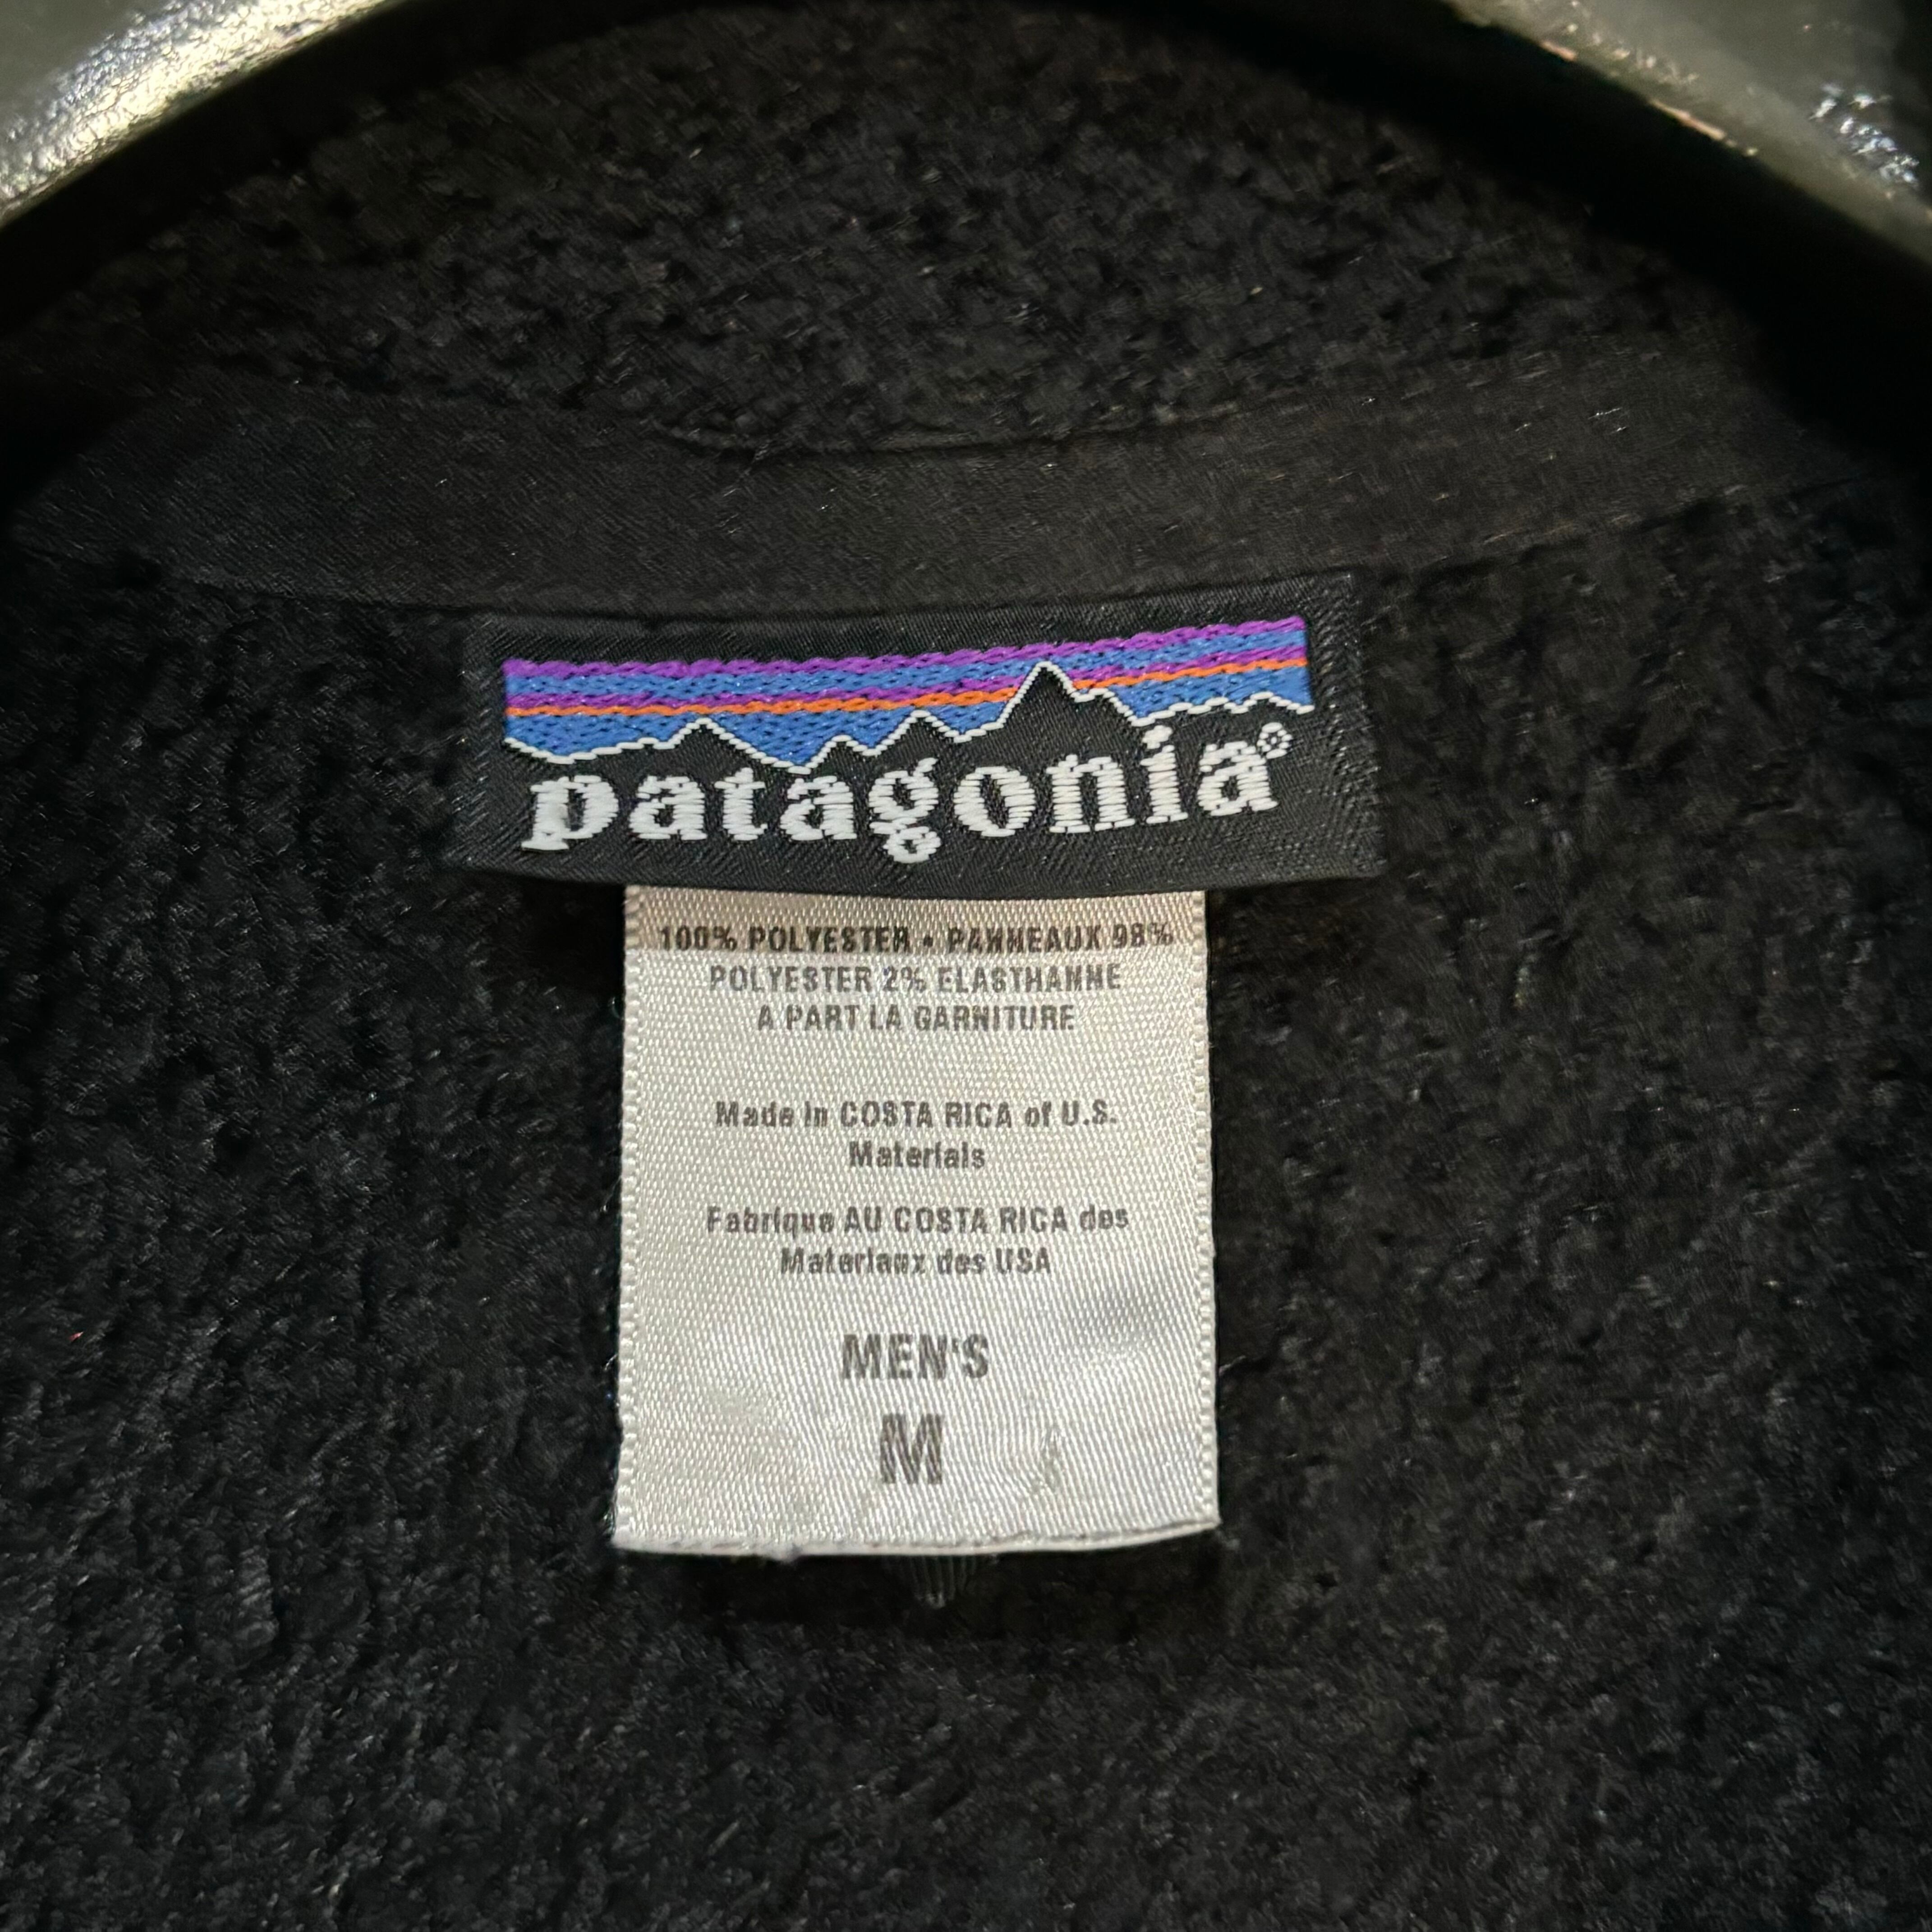 patagonia®
100% POLYESTER • PANNEAUX 98%
POLYESTER 2% ELASTHANNE
A PART LA GARNITURE
Made in COSTA RICA of U.S.
Materials
Fabrique AU COSTA RICA des
Materiaux des USA
MEN'S
M